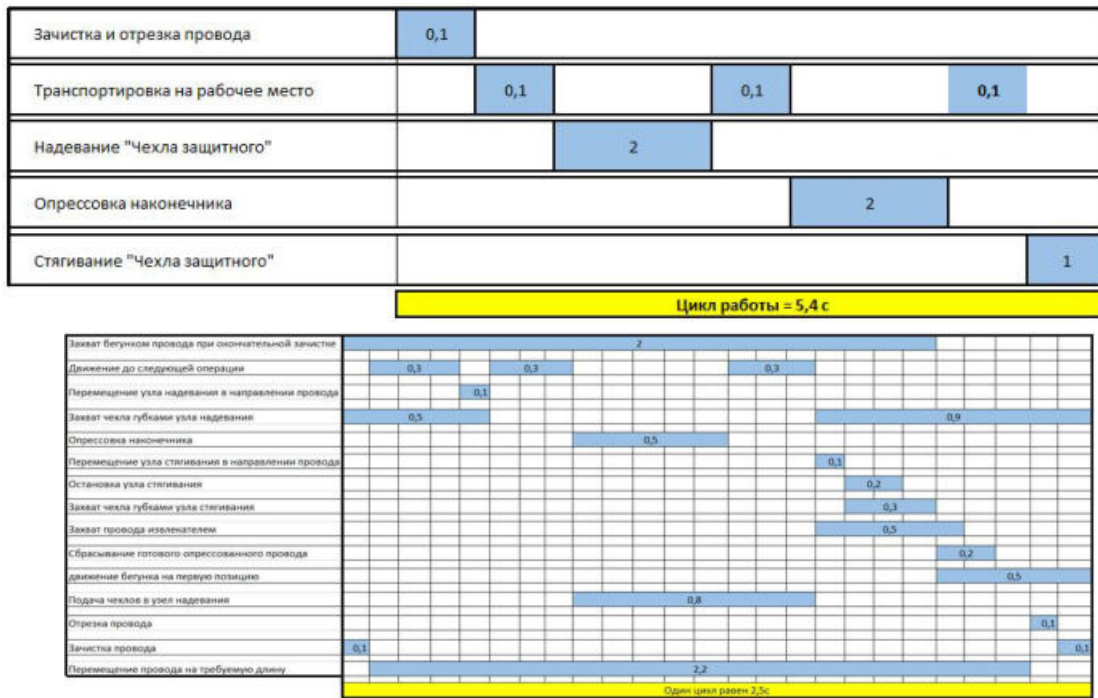 Зачистка и отрезка провода 0,1
Транспортировка на рабочее место 0,1 0,1 0,1
Надевание "Чехла защитного" 2
Опрессовка наконечника 2
Стягивание "Чехла защитного" 1
Цикл работы = 5,4 с
Захват бегунком провода при окончательной зачистке 2
Движение до следующей операции 0,3 0,3 0,3
Перемещение узла надевания в направлении провода 0,1
Захват чехла губками узла надевания 0,5 0,9
Опрессовка наконечника 0,5
Перемещение узла стягивания в направлении провода 0,1
Остановка узла стягивания 0,2
Захват чехла губками узла стягивания 0,3
Захват провода извлекателем 0,5
Сбрасывание готового опрессованного провода 0,2
движение бегунка на первую позицию 0,5
Подача чехлов в узел надевания 0,8
Отрезка провода 0,1
Зачистка провода 0,1 0,1
Перемещение провода на требуемую длину 2,2
Один цикл равен 2,5с